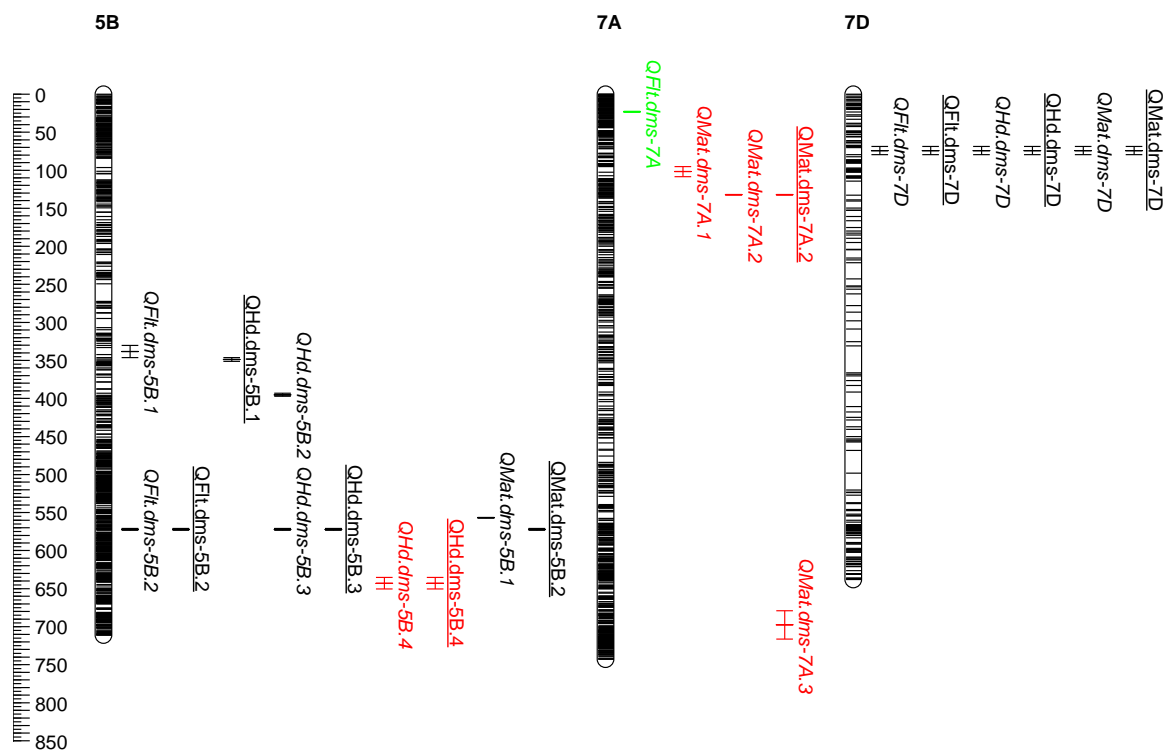 5B
7A
7D
0
50
100
150
200
250
300
350
400
450
500
550
600
650
700
750
800
850
QFlt.dms-5B.1
QFlt.dms-5B.2
QFlt.dms-5B.2
QHd.dms-5B.1
QHd.dms-5B.2
QHd.dms-5B.3
QHd.dms-5B.3
QHd.dms-5B.4
QHd.dms-5B.4
QMat.dms-5B.1
QMat.dms-5B.2
QFlt.dms-7A
QMat.dms-7A.1
QMat.dms-7A.2
QMat.dms-7A.2
QMat.dms-7A.3
QFlt.dms-7D
QFlt.dms-7D
QHd.dms-7D
QHd.dms-7D
QMat.dms-7D
QMat.dms-7D